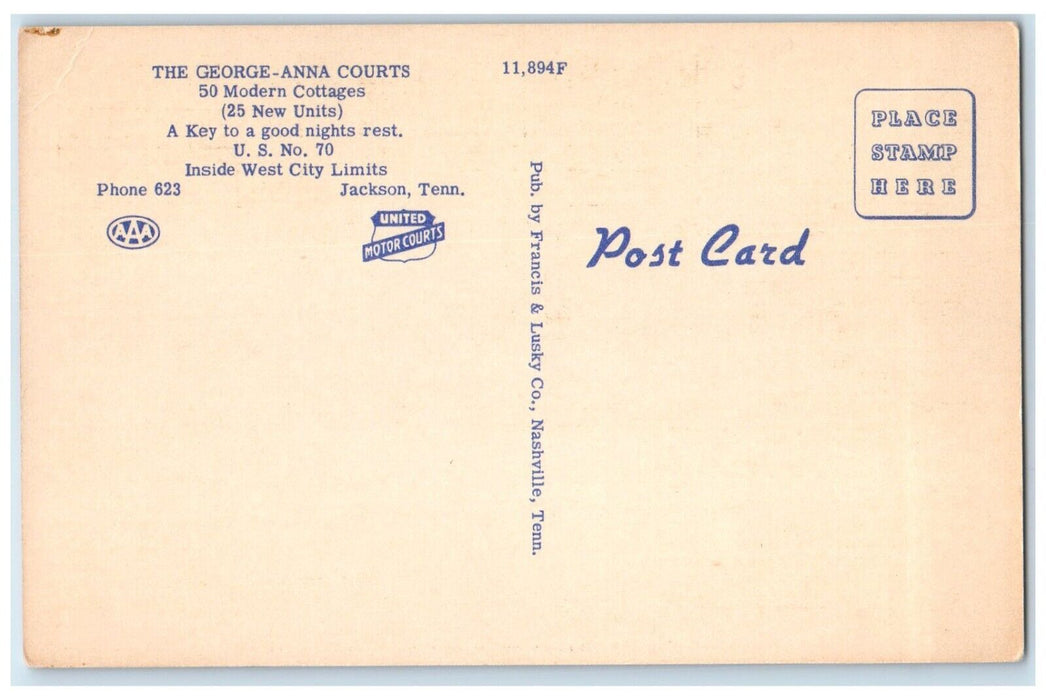 THE GEORGE-ANNA COURTS
50 Modern Cottages
(25 New Units)
A Key to a good nights rest.
U. S. No. 70
Inside West City Limits
Phone 623 Jackson, Tenn.
AAA
UNITED
MOTOR COURTS
11,894F
Pub. by Francis & Lusky Co., Nashville, Tenn.
Post Card
PLACE
STAMP
HERE